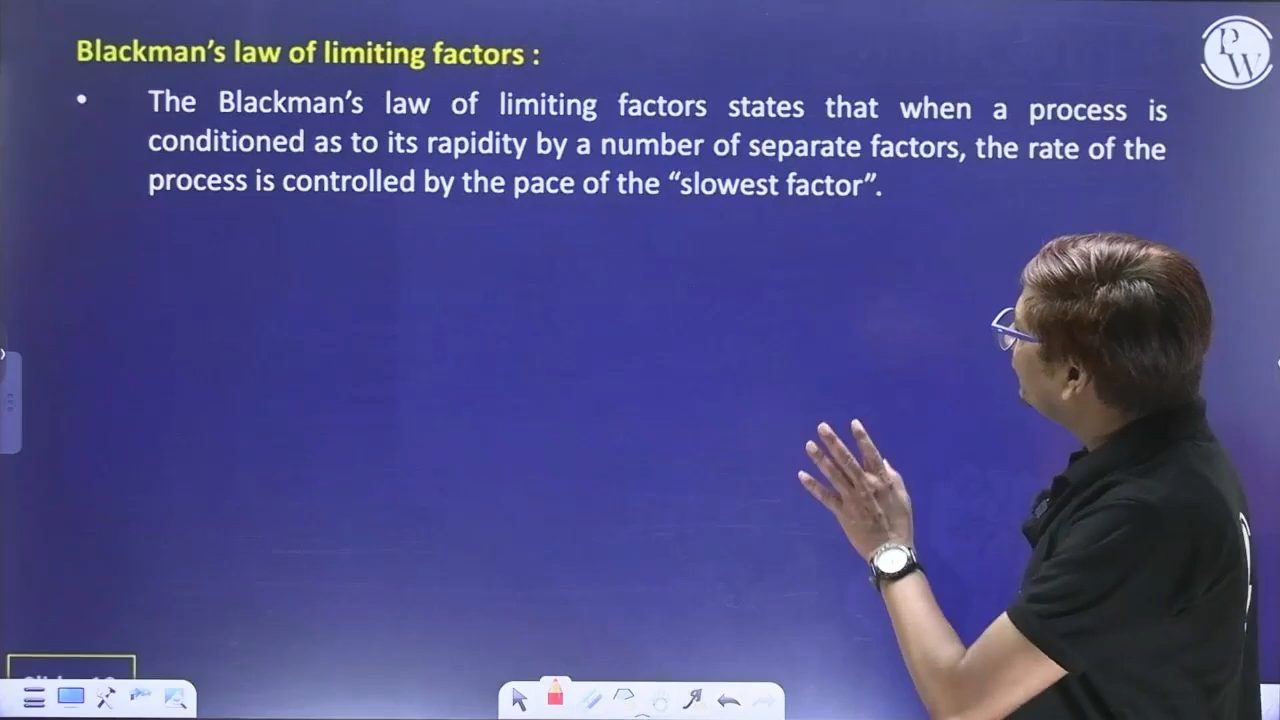 Blackman's law of limiting factors :
• The Blackman's law of limiting factors states that when a process is
conditioned as to its rapidity by a number of separate factors, the rate of the
process is controlled by the pace of the “slowest factor”.
PW